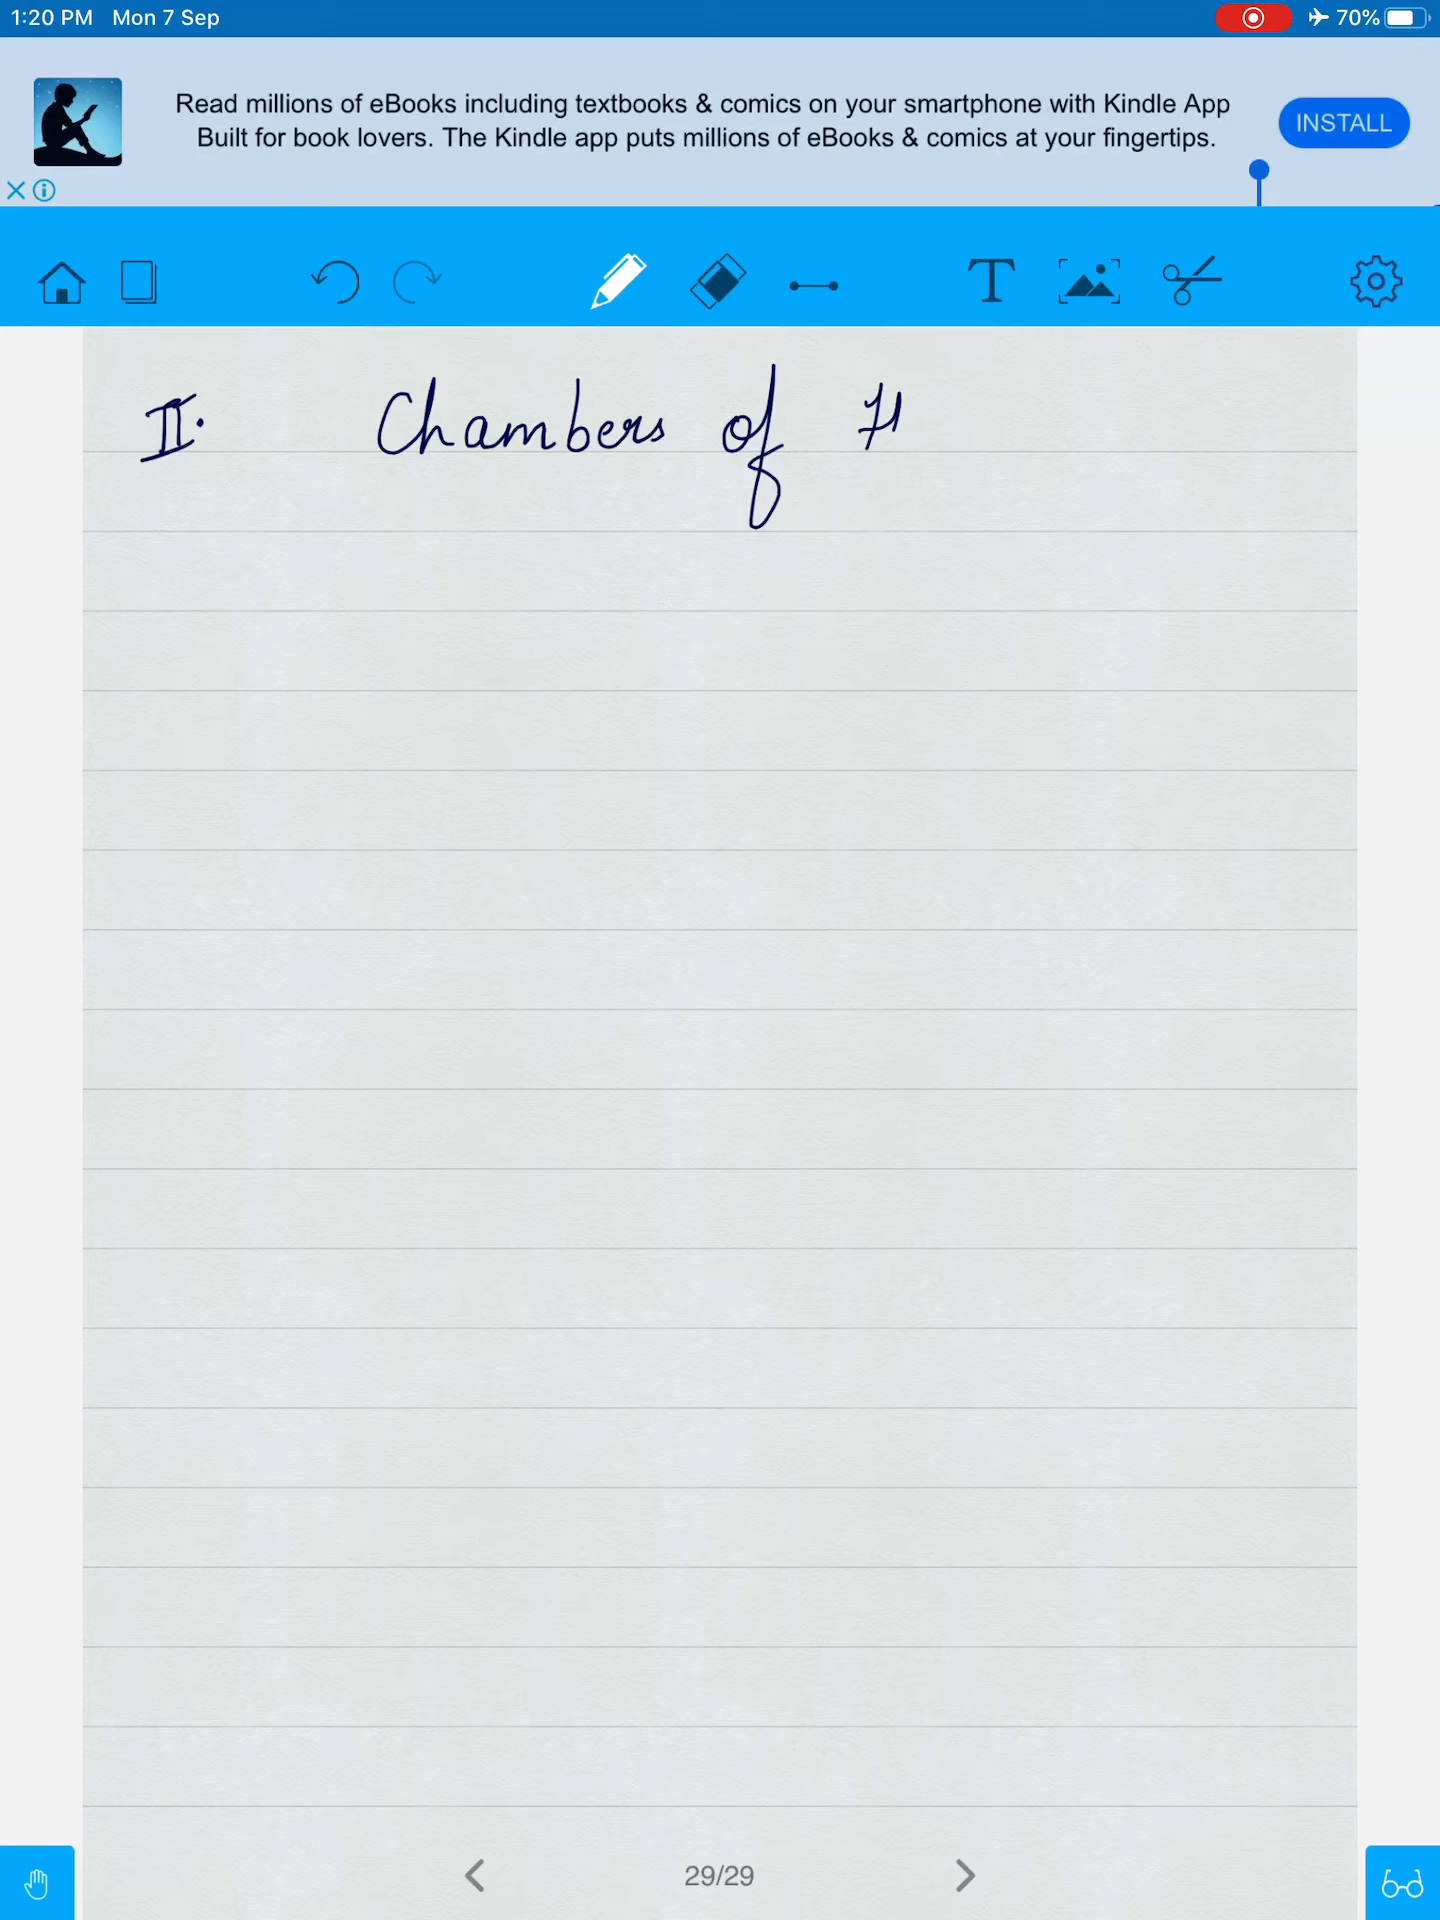 1:20 PM Mon 7 Sep 70%
Read millions of eBooks including textbooks & comics on your smartphone with Kindle App
Built for book lovers. The Kindle app puts millions of eBooks & comics at your fingertips.
INSTALL
T
II. Chambers of H
29/29